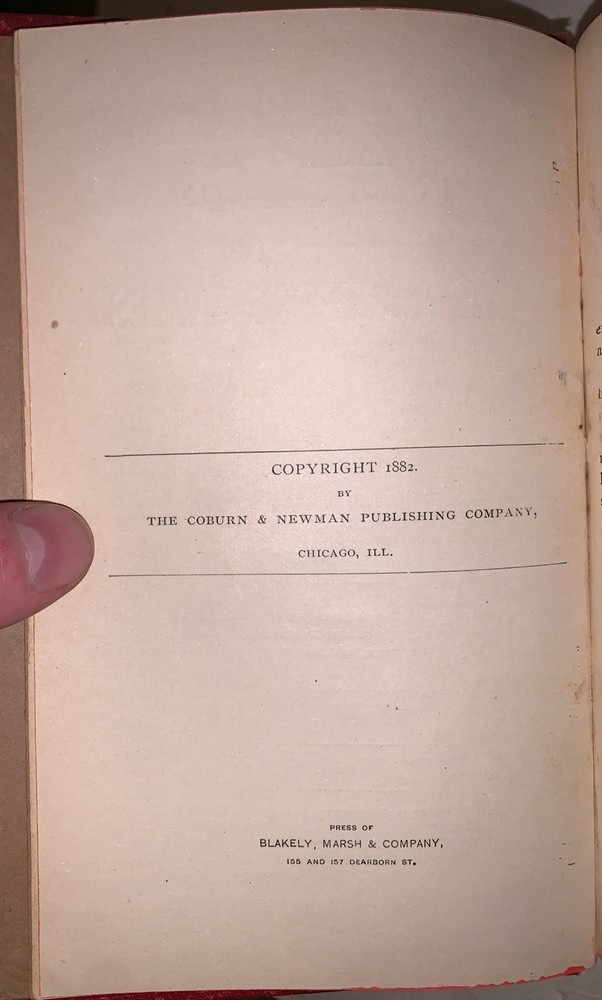 COPYRIGHT 1882.
BY
THE COBURN & NEWMAN PUBLISHING COMPANY,
CHICAGO, ILL.
PRESS OF
BLAKELY, MARSH & COMPANY,
155 AND 157 DEARBORN ST.